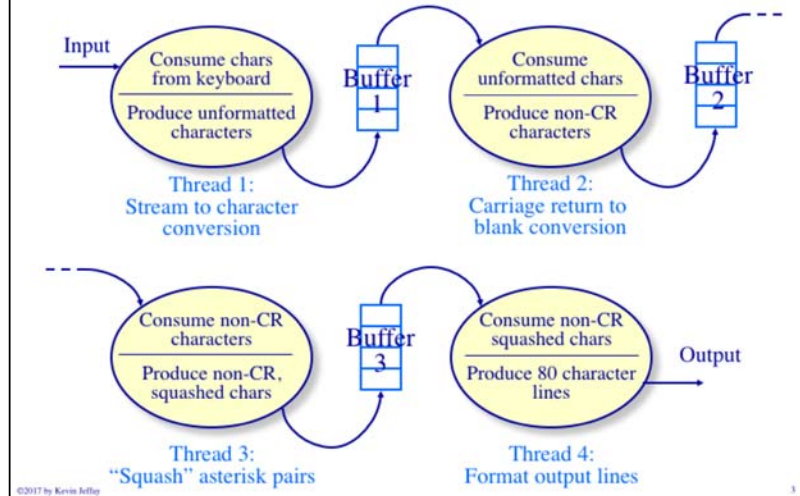 Input
Consume chars
from keyboard
Produce unformatted
characters
Buffer
1
Consume
unformatted chars
Produce non-CR
characters
Buffer
2
Thread 1:
Stream to character
conversion
Thread 2:
Carriage return to
blank conversion
Consume non-CR
characters
Produce non-CR,
squashed chars
Buffer
3
Consume non-CR
squashed chars
Produce 80 character
lines
Output
Thread 3:
“Squash” asterisk pairs
Thread 4:
Format output lines
©2017 by Kevin Jeffay
3